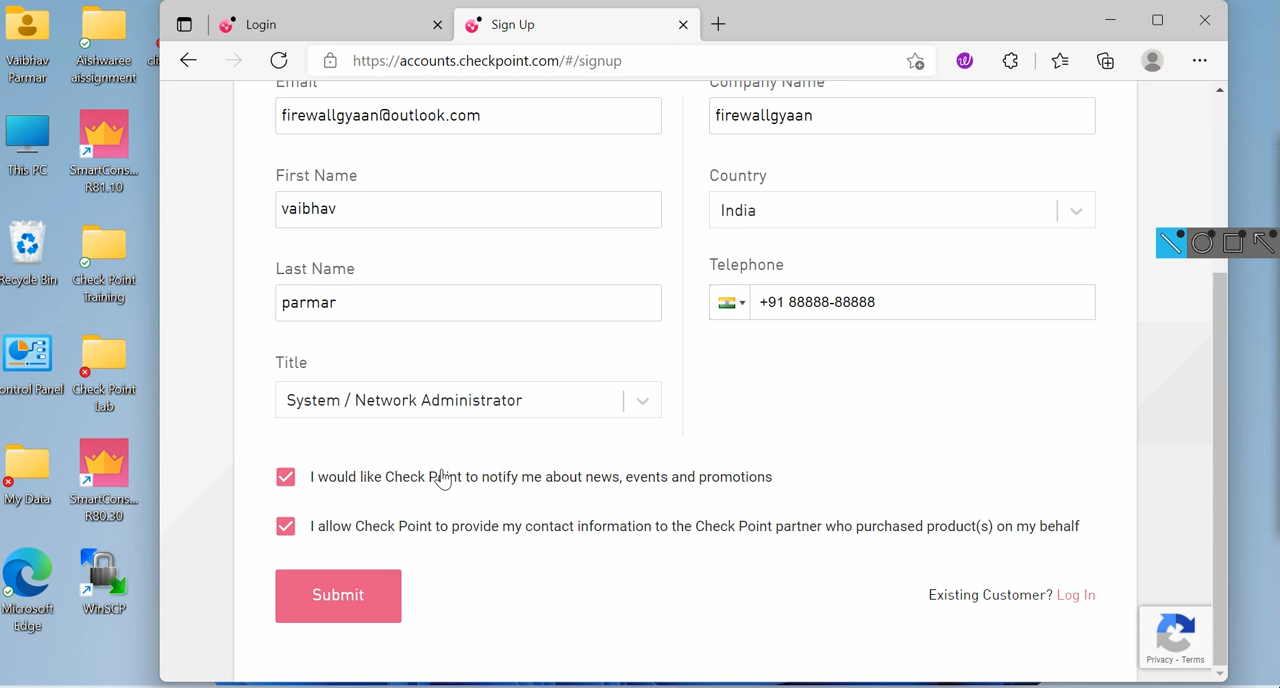 Vaibhav Parmar
Aishwaree aissignment
This PC
SmartCons... R81.10
Recycle Bin
Check Point Training
ontrol Panel
Check Point Lab
My Data
SmartCons... R80.30
Microsoft Edge
WinSCP
Login
Sign Up
https://accounts.checkpoint.com/#/signup
Email
Company Name
firewallgyaan@outlook.com
firewallgyaan
First Name
Country
vaibhav
India
Last Name
Telephone
parmar
+91 88888-88888
Title
System / Network Administrator
I would like Check Point to notify me about news, events and promotions
I allow Check Point to provide my contact information to the Check Point partner who purchased product(s) on my behalf
Submit
Existing Customer? Log In
Privacy - Terms